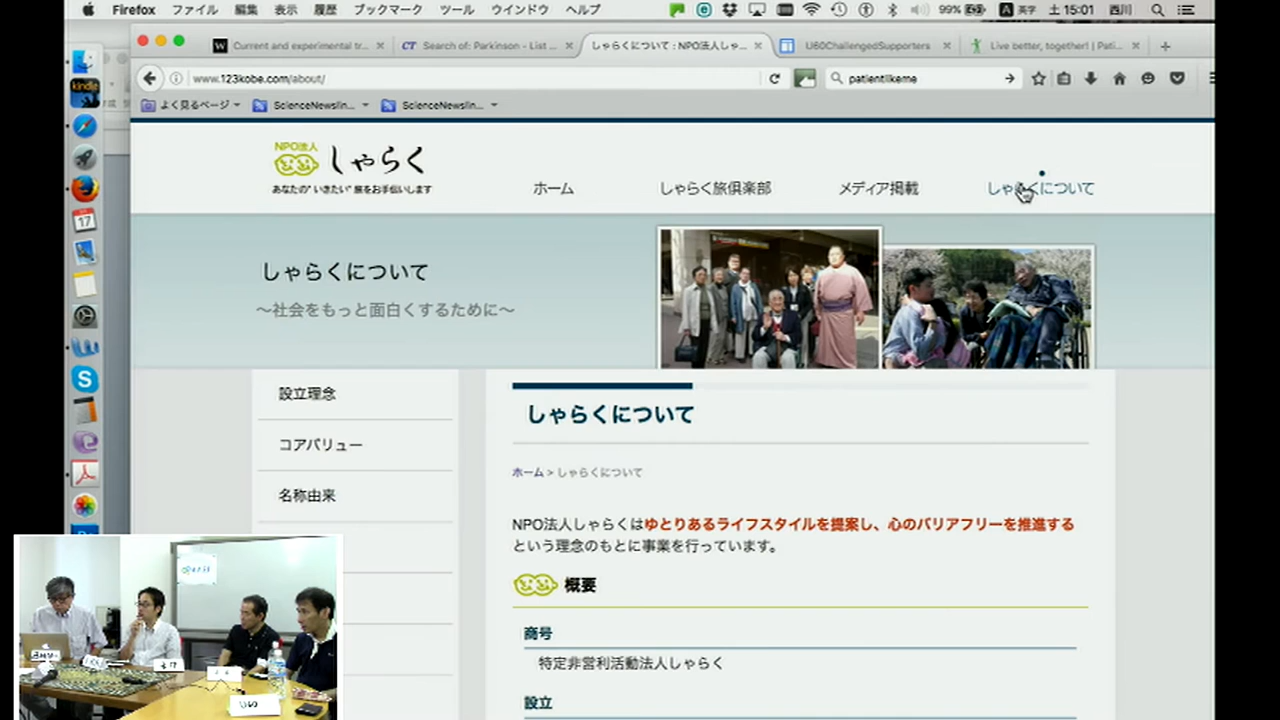 Firefox ファイル 編集 表示 履歴 ブックマーク ツール ウインドウ ヘルプ 99% A 英字 土 15:01 西川
W Current and experimental tr... × CT Search of: Parkinson - List ... × しゃらくについて : NPO法人しゃ... × U60ChallengedSupporters × Live better, together! | Pati... × +
www.123kobe.com/about/ patientlkeme
よく見るページ ScienceNewslin... ScienceNewslin...
kindle
17
NPO法人
しゃらく
あなたの"いきたい"旅をお手伝いします
ホーム しゃらく旅倶楽部 メディア掲載 しゃらくについて
しゃらくについて
〜社会をもっと面白くするために〜
設立理念
コアバリュー
名称由来
しゃらくについて
ホーム > しゃらくについて
NPO法人しゃらくはゆとりあるライフスタイルを提案し、心のバリアフリーを推進する
という理念のもとに事業を行っています。
概要
商号
特定非営利活動法人しゃらく
設立